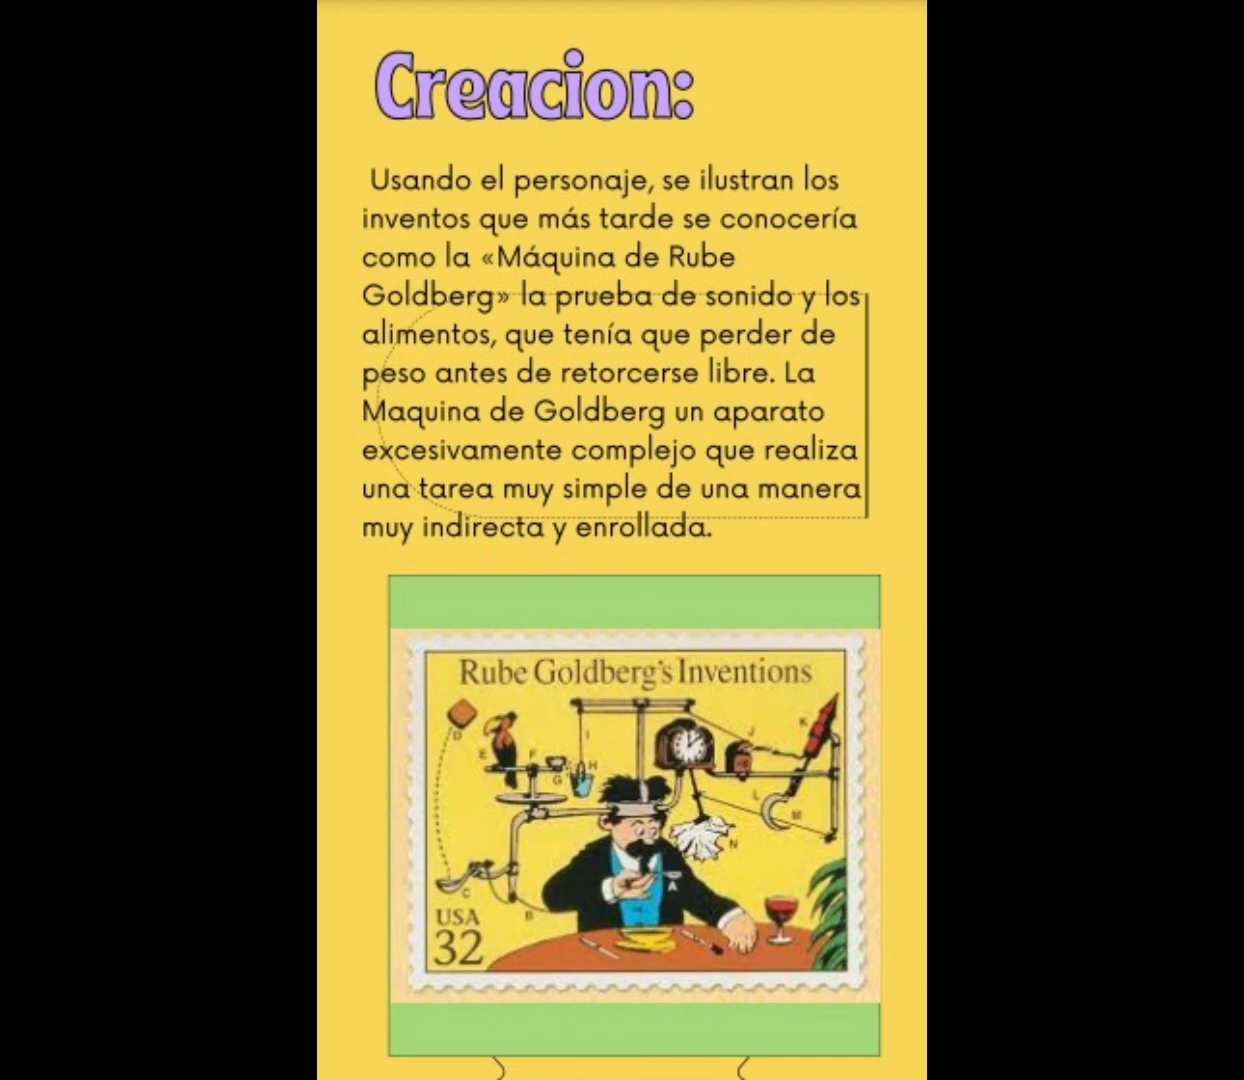 Creacion:
Usando el personaje, se ilustran los
inventos que más tarde se conocería
como la «Máquina de Rube
Goldberg» la prueba de sonido y los
alimentos, que tenía que perder de
peso antes de retorcerse libre. La
Maquina de Goldberg un aparato
excesivamente complejo que realiza
una tarea muy simple de una manera
muy indirecta y enrollada.
Rube Goldberg's Inventions
D
E
F
G
H
I
J
K
L
M
N
A
C
B
USA
32